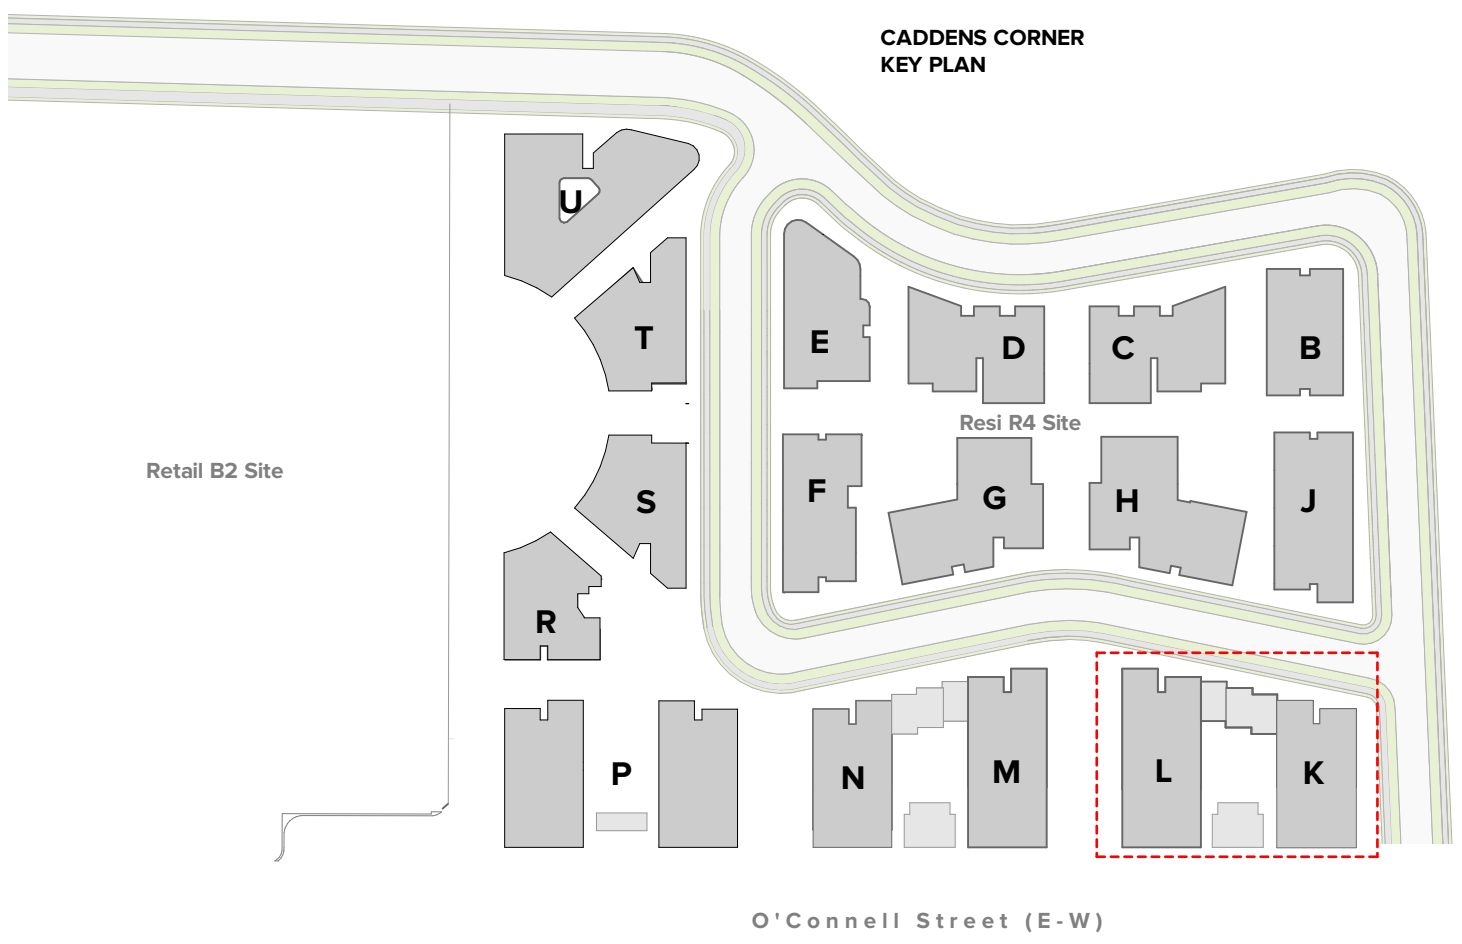 CADDENS CORNER
KEY PLAN
U
T
E
D
C
B
Resi R4 Site
Retail B2 Site
S
F
G
H
J
R
P
N
M
L
K
O'Connell Street (E-W)